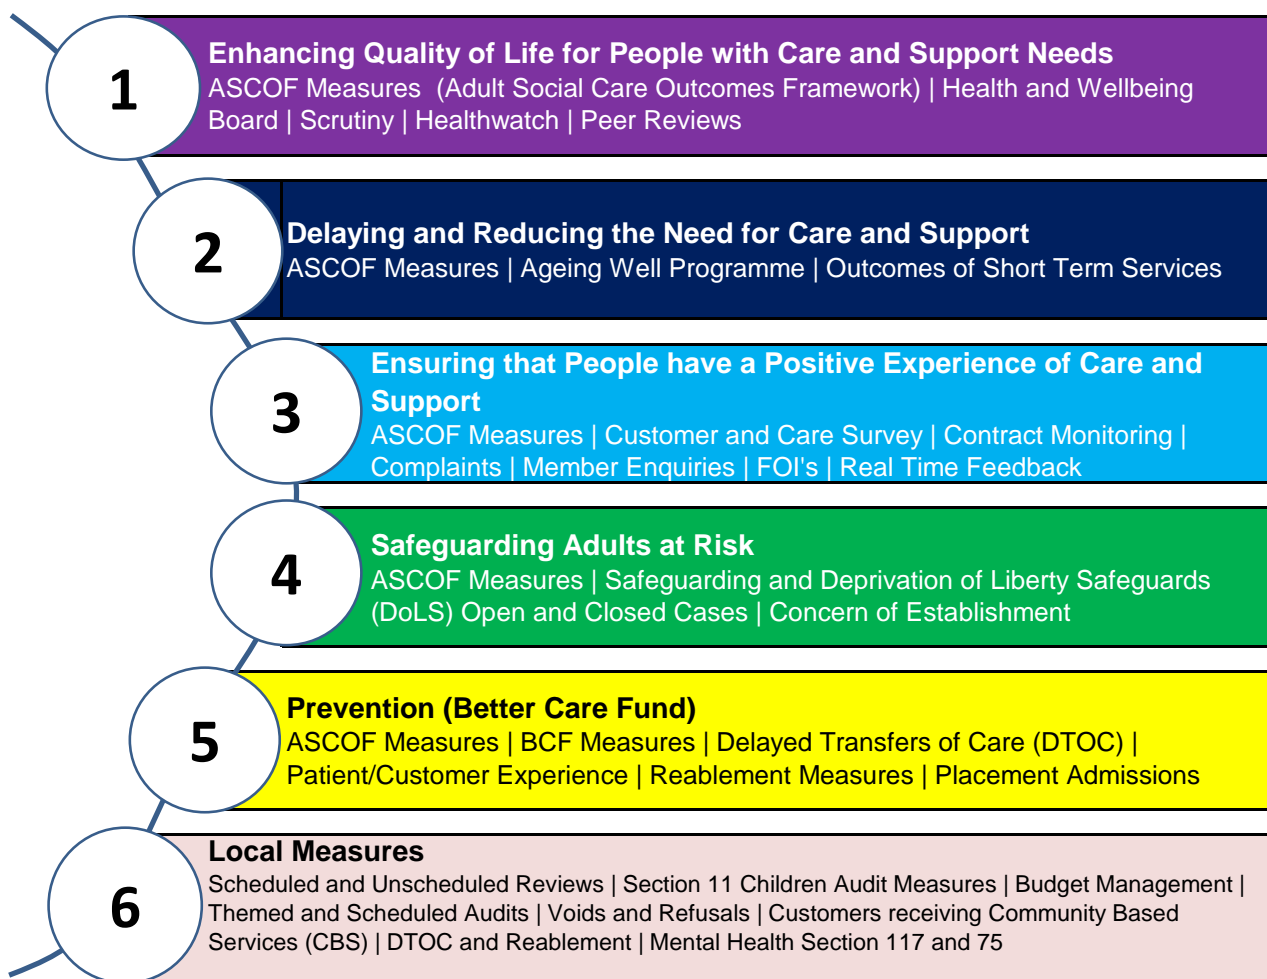 1
Enhancing Quality of Life for People with Care and Support Needs
ASCOF Measures  (Adult Social Care Outcomes Framework) | Health and Wellbeing
Board | Scrutiny | Healthwatch | Peer Reviews
2
Delaying and Reducing the Need for Care and Support
ASCOF Measures | Ageing Well Programme | Outcomes of Short Term Services
3
Ensuring that People have a Positive Experience of Care and
Support
ASCOF Measures | Customer and Care Survey | Contract Monitoring |
Complaints | Member Enquiries | FOI's | Real Time Feedback
4
Safeguarding Adults at Risk
ASCOF Measures | Safeguarding and Deprivation of Liberty Safeguards
(DoLS) Open and Closed Cases | Concern of Establishment
5
Prevention (Better Care Fund)
ASCOF Measures | BCF Measures | Delayed Transfers of Care (DTOC) |
Patient/Customer Experience | Reablement Measures | Placement Admissions
6
Local Measures
Scheduled and Unscheduled Reviews | Section 11 Children Audit Measures | Budget Management |
Themed and Scheduled Audits | Voids and Refusals | Customers receiving Community Based
Services (CBS) | DTOC and Reablement | Mental Health Section 117 and 75